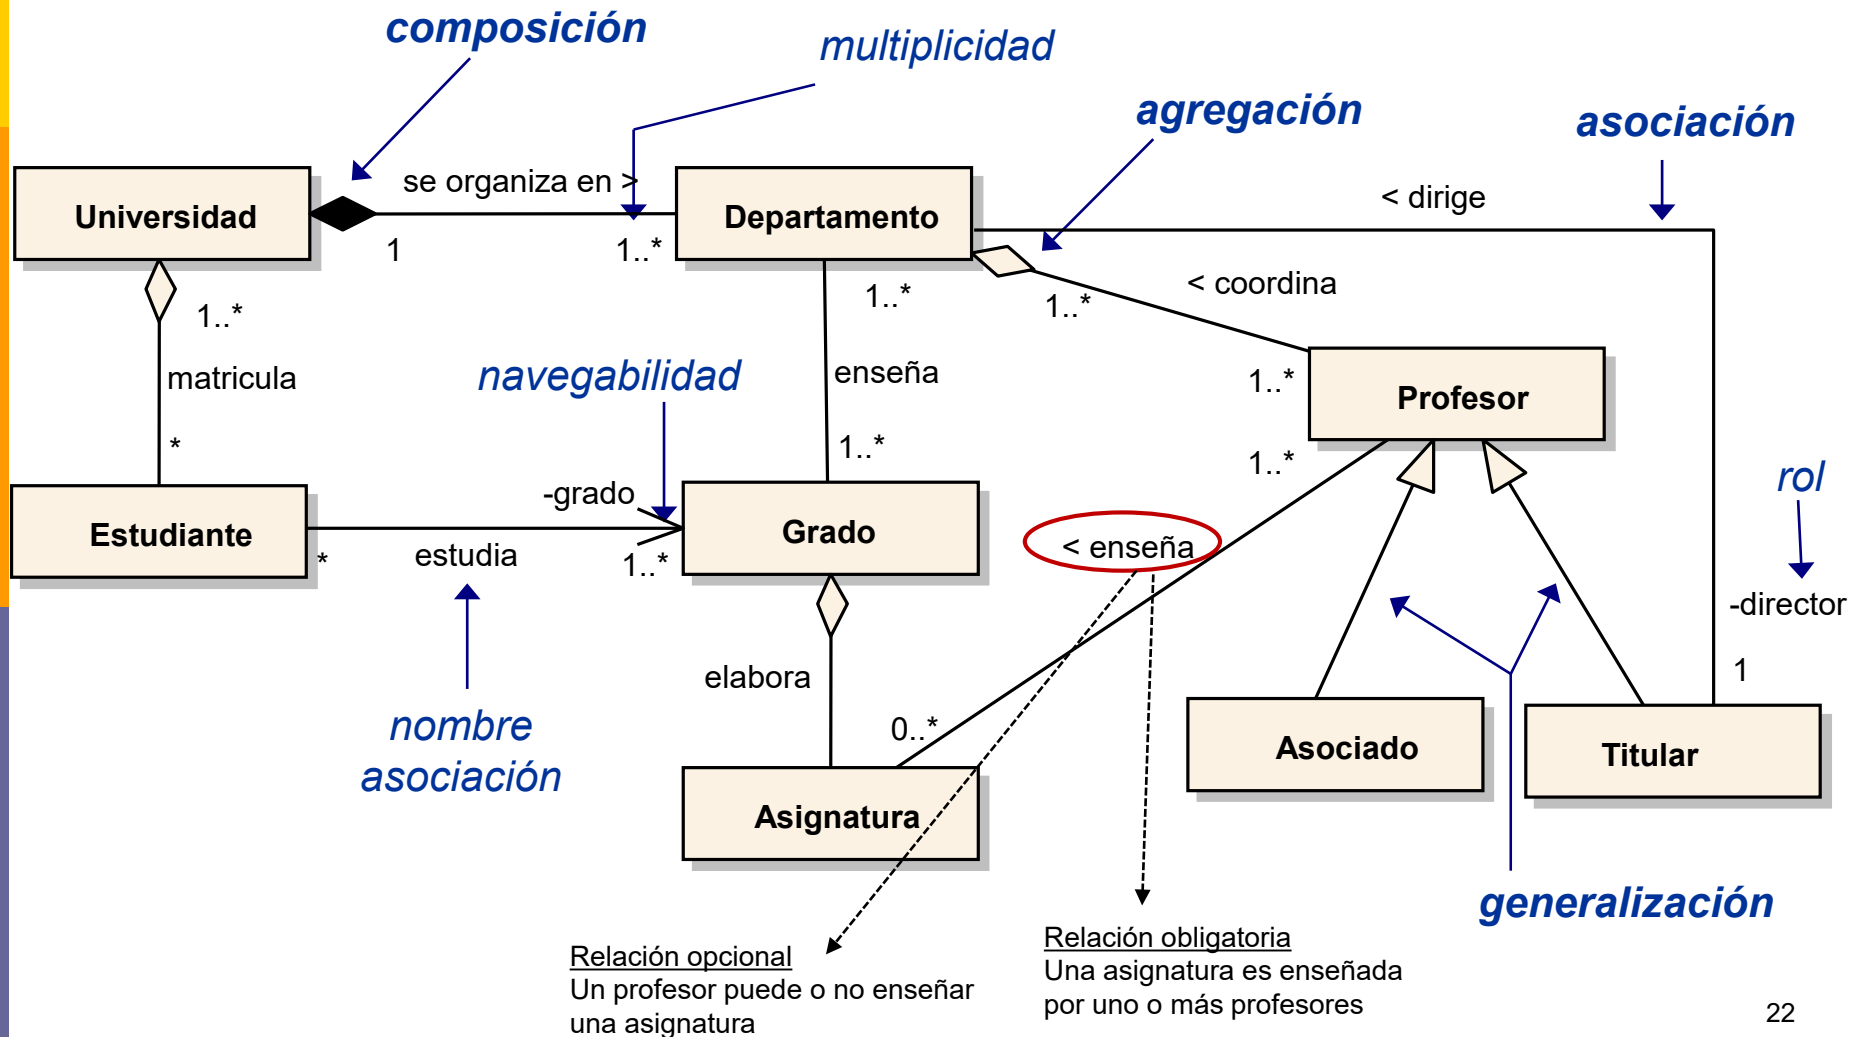 composición
multiplicidad
agregación
asociación
Universidad
se organiza en >
1
1..*
Departamento
< dirige
1..*
matricula
*
navegabilidad
1..*
enseña
1..*
1..*
< coordina
1..*
Profesor
1..*
rol
-director
1
Estudiante
*
estudia
-grado
1..*
Grado
< enseña
nombre
asociación
elabora
0..*
Asignatura
Asociado
Titular
generalización
Relación opcional
Un profesor puede o no enseñar
una asignatura
Relación obligatoria
Una asignatura es enseñada
por uno o más profesores
22